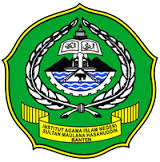 INSTITUT AGAMA ISLAM NEGERI
SULTAN MAULANA HASANUDDIN
BANTEN